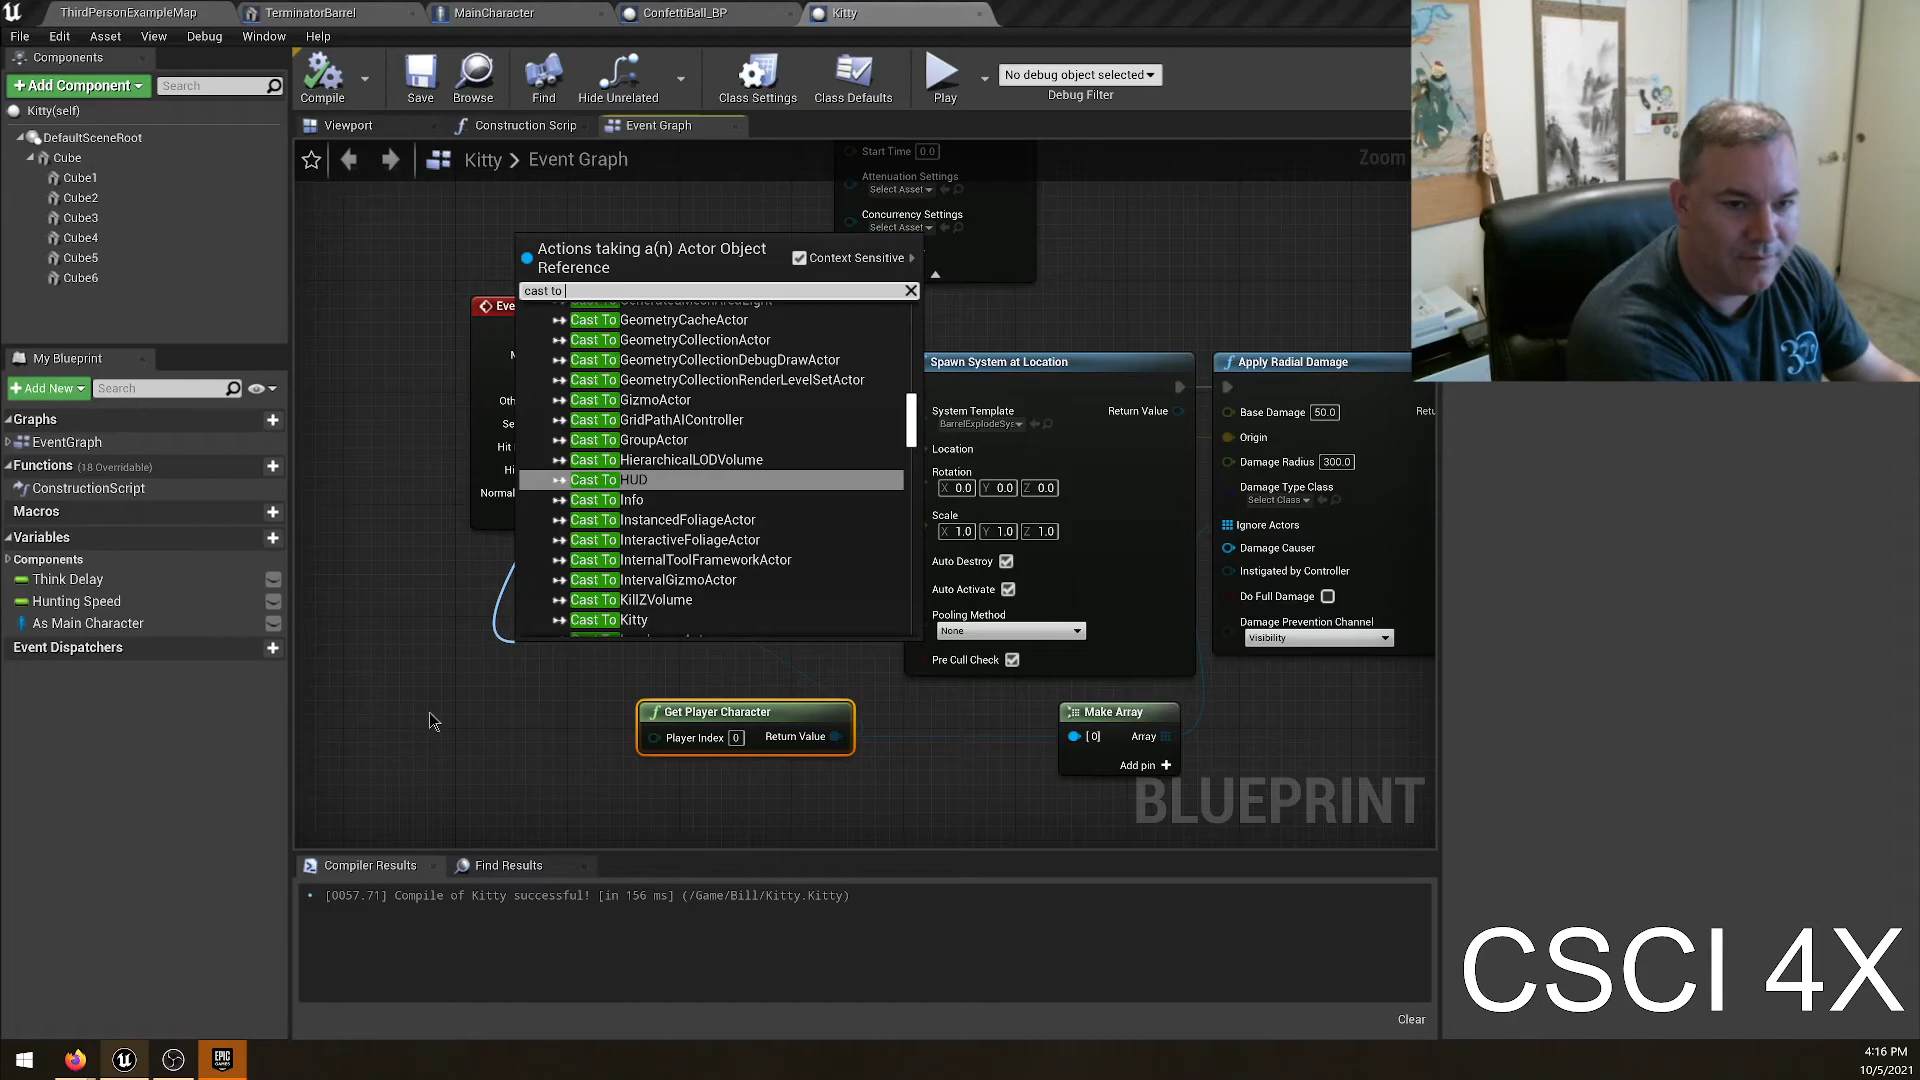 ThirdPersonExampleMap
TerminatorBarrel
MainCharacter
ConfettiBall_BP
Kitty
File
Edit
Asset
View
Debug
Window
Help
Components
Add Component
Search
Kitty(self)
DefaultSceneRoot
Cube
Cube1
Cube2
Cube3
Cube4
Cube5
Cube6
My Blueprint
Add New
Search
Graphs
EventGraph
Functions (18 Overridable)
ConstructionScript
Macros
Variables
Components
Think Delay
Hunting Speed
As Main Character
Event Dispatchers
Compile
Save
Browse
Find
Hide Unrelated
Class Settings
Class Defaults
Play
No debug object selected
Debug Filter
Viewport
Construction Scrip
Event Graph
Kitty > Event Graph
Zoom
Start Time 0.0
Attenuation Settings
Select Asset
Concurrency Settings
Select Asset
Actions taking a(n) Actor Object
Reference
Context Sensitive
cast to
Cast To GeometryCacheActor
Cast To GeometryCollectionActor
Cast To GeometryCollectionDebugDrawActor
Cast To GeometryCollectionRenderLevelSetActor
Cast To GizmoActor
Cast To GridPathAIController
Cast To GroupActor
Cast To HierarchicalLODVolume
Cast To HUD
Cast To Info
Cast To InstancedFoliageActor
Cast To InteractiveFoliageActor
Cast To InternalToolFrameworkActor
Cast To IntervalGizmoActor
Cast To KillZVolume
Cast To Kitty
Eve
Oth
Se
Hit
Hi
Normal
Spawn System at Location
System Template
Return Value
BarrelExplodeSys
Location
Rotation
X 0.0 Y 0.0 Z 0.0
Scale
X 1.0 Y 1.0 Z 1.0
Auto Destroy
Auto Activate
Pooling Method
None
Pre Cull Check
Apply Radial Damage
Base Damage 50.0
Retu
Origin
Damage Radius 300.0
Damage Type Class
Select Class
Ignore Actors
Damage Causer
Instigated by Controller
Do Full Damage
Damage Prevention Channel
Visibility
Get Player Character
Player Index 0
Return Value
Make Array
[0]
Array
Add pin
BLUEPRINT
Compiler Results
Find Results
[0057.71] Compile of Kitty successful! [in 156 ms] (/Game/Bill/Kitty.Kitty)
Clear
CSCI 4X
EPIC
GAMES
4:16 PM
10/5/2021